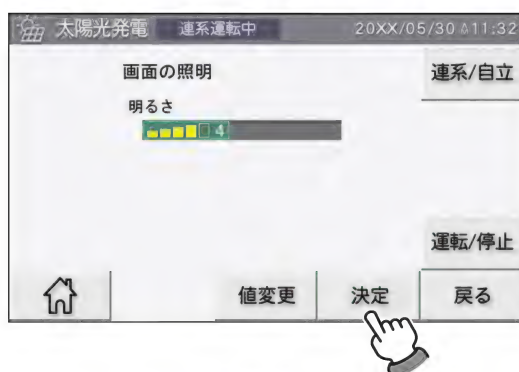 太陽光発電 連系運転中 20XX/05/30 11:32
画面の照明 連系/自立
明るさ
4
運転/停止
値変更 決定 戻る